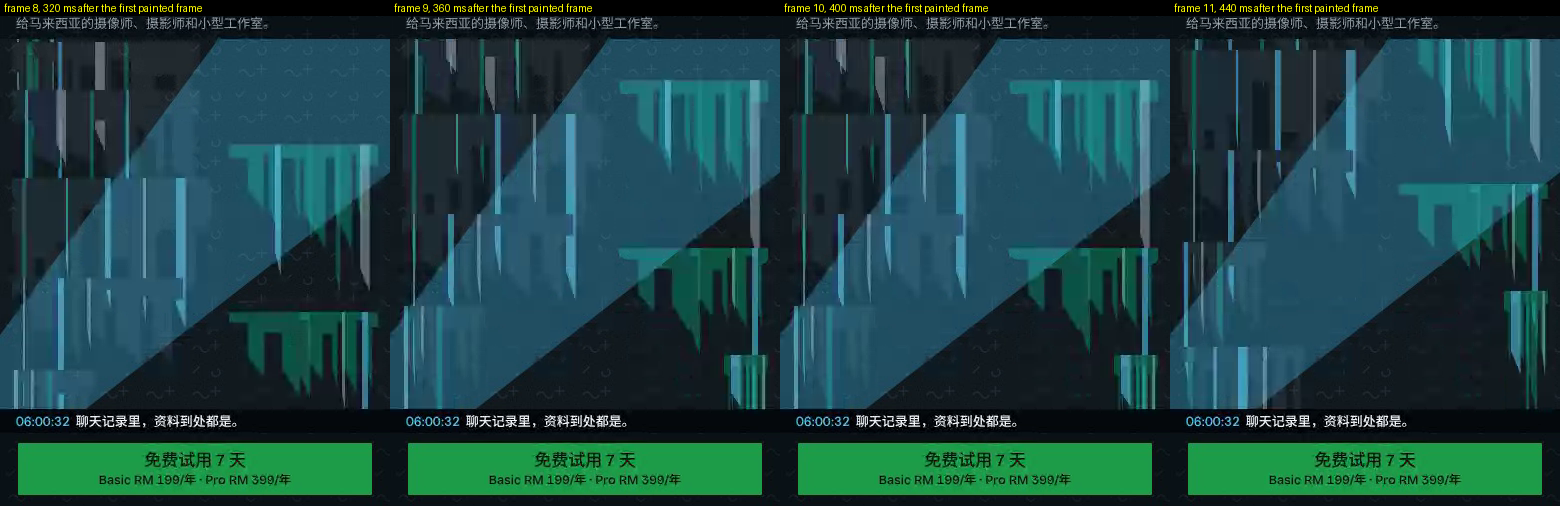 frame 8, 320 ms after the first painted frame
给马来西亚的摄像师、摄影师和小型工作室。
06:00:32 聊天记录里，资料到处都是。
免费试用 7 天
Basic RM 199/年 · Pro RM 399/年
frame 9, 360 ms after the first painted frame
给马来西亚的摄像师、摄影师和小型工作室。
06:00:32 聊天记录里，资料到处都是。
免费试用 7 天
Basic RM 199/年 · Pro RM 399/年
frame 10, 400 ms after the first painted frame
给马来西亚的摄像师、摄影师和小型工作室。
06:00:32 聊天记录里，资料到处都是。
免费试用 7 天
Basic RM 199/年 · Pro RM 399/年
frame 11, 440 ms after the first painted frame
给马来西亚的摄像师、摄影师和小型工作室。
06:00:32 聊天记录里，资料到处都是。
免费试用 7 天
Basic RM 199/年 · Pro RM 399/年